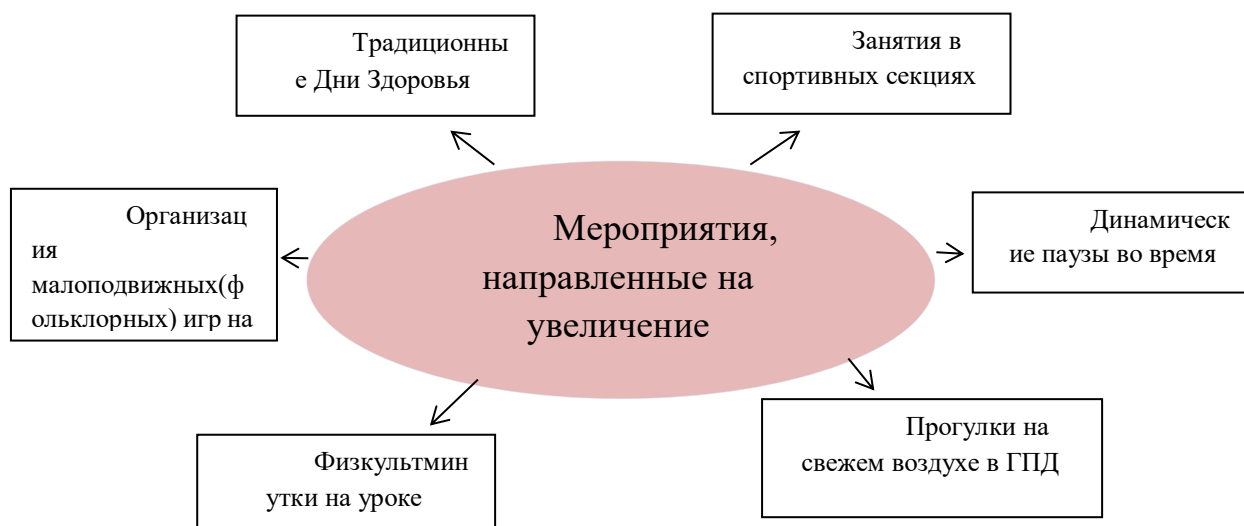 Традиционны
е Дни Здоровья
Занятия в
спортивных секциях
Организац
ия
малоподвижных(ф
ольклорных) игр на
Мероприятия,
направленные на
увеличение
Динамическ
ие паузы во время
Физкультмин
утки на уроке
Прогулки на
свежем воздухе в ГПД